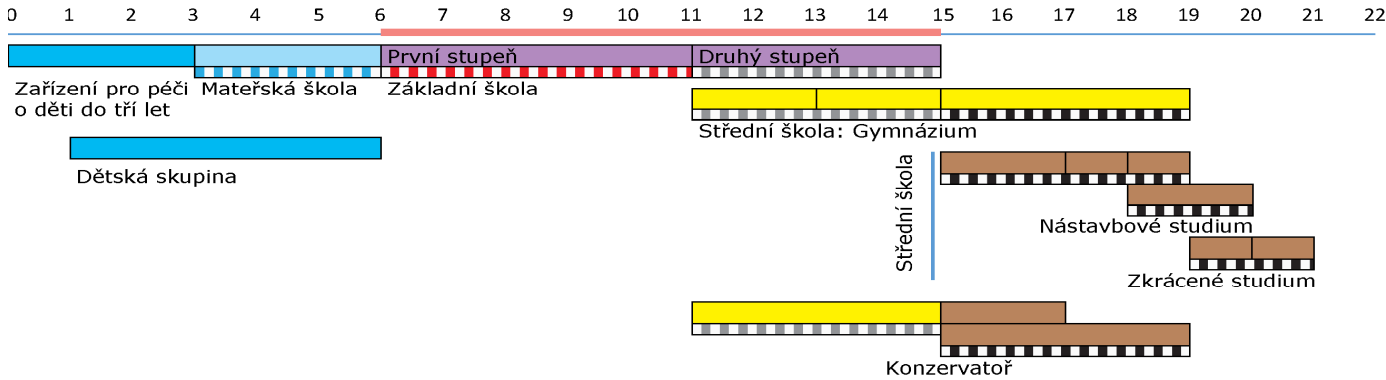 0 1 2 3 4 5 6 7 8 9 10 11 12 13 14 15 16 17 18 19 20 21 22
První stupeň Druhý stupeň
Zařízení pro péči
o děti do tří let
Mateřská škola
Základní škola
Střední škola: Gymnázium
Dětská skupina
Střední škola
Nástavbové studium
Zkrácené studium
Konzervatoř